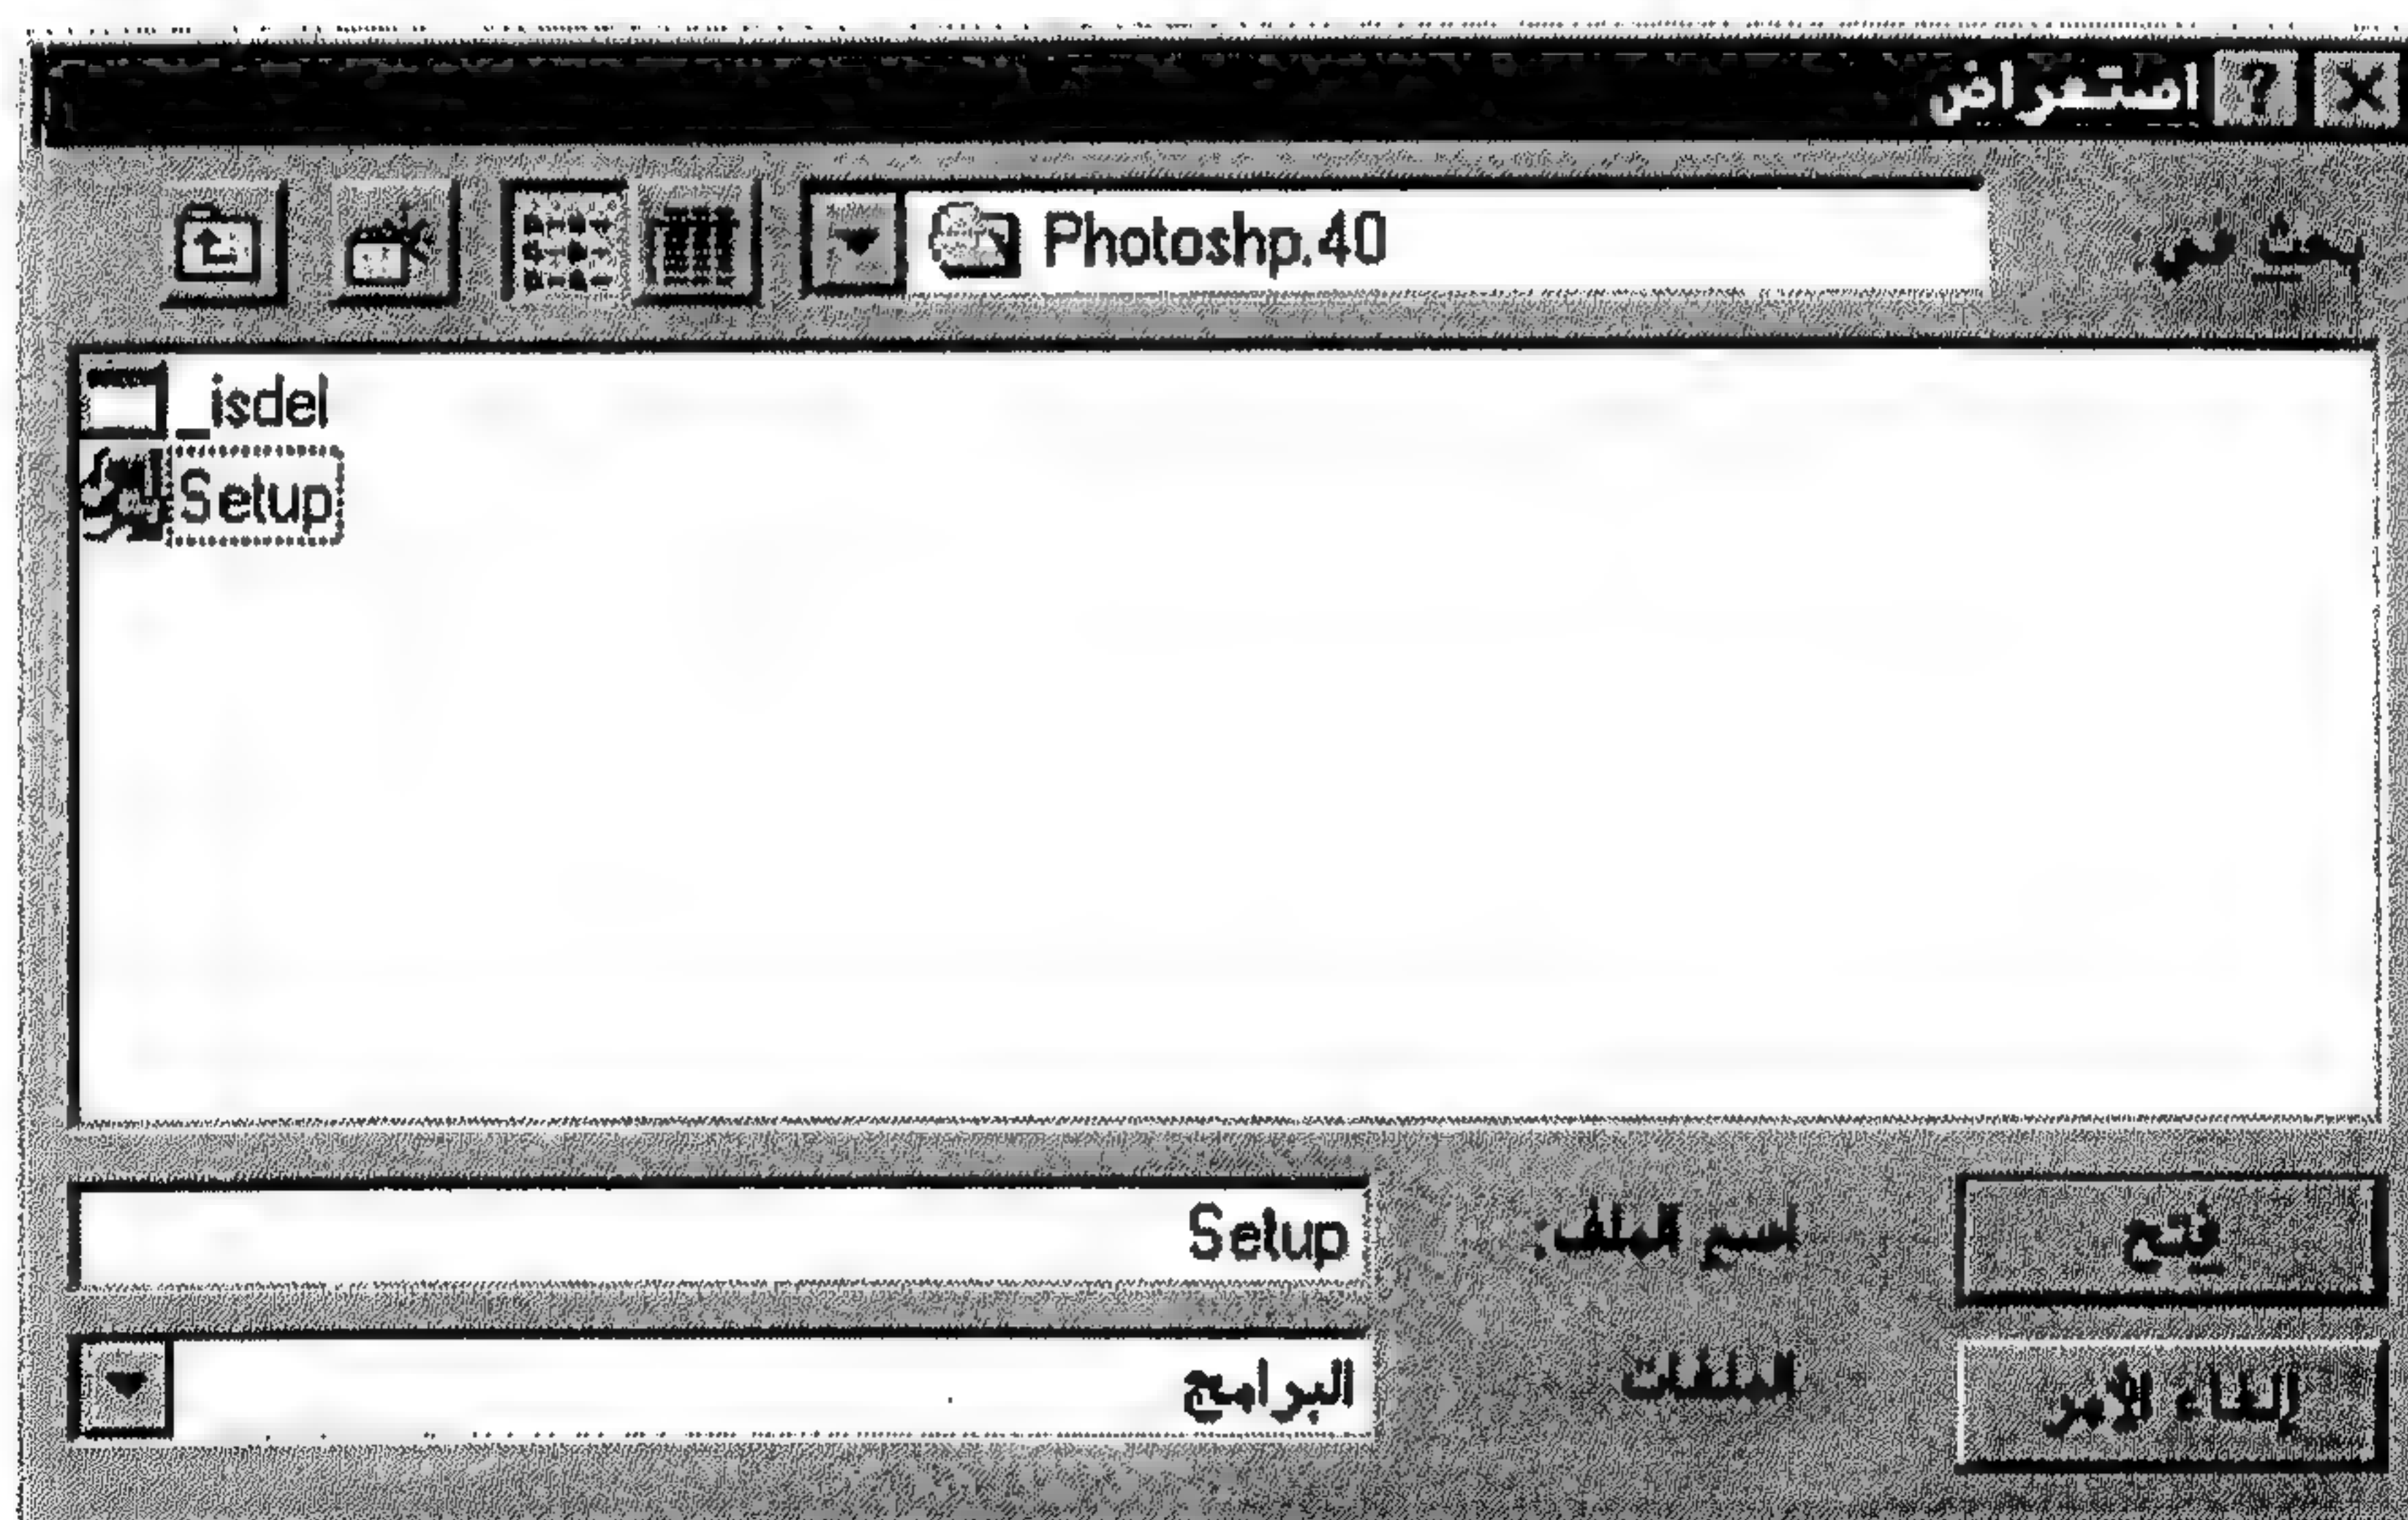 استعراض
بحث في: Photoshp.40
_isdel
Setup
فتح اسم الملف: Setup
إلغاء الأمر الملفات البرامج